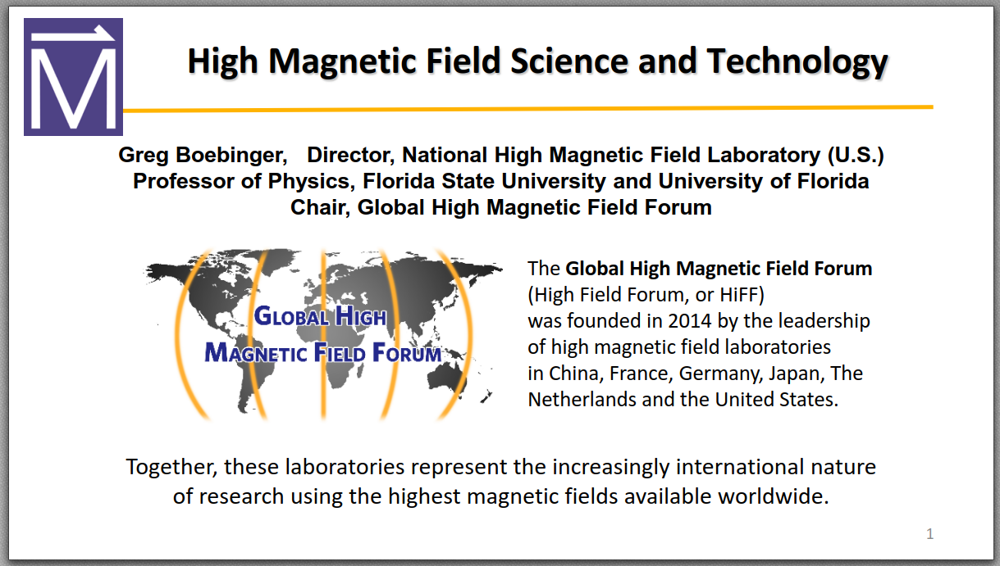 M
High Magnetic Field Science and Technology
Greg Boebinger, Director, National High Magnetic Field Laboratory (U.S.)
Professor of Physics, Florida State University and University of Florida
Chair, Global High Magnetic Field Forum
GLOBAL HIGH
MAGNETIC FIELD FORUM
The Global High Magnetic Field Forum
(High Field Forum, or HiFF)
was founded in 2014 by the leadership
of high magnetic field laboratories
in China, France, Germany, Japan, The
Netherlands and the United States.
Together, these laboratories represent the increasingly international nature
of research using the highest magnetic fields available worldwide.
1